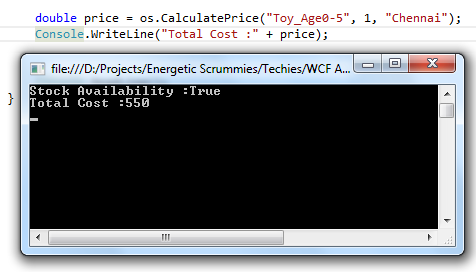 double price = os.CalculatePrice("Toy_Age0-5", 1, "Chennai");
Console.WriteLine("Total Cost :" + price);
}
file:///D:/Projects/Energetic Scrummies/Techies/WCF A...
Stock Availability :True
Total Cost :550